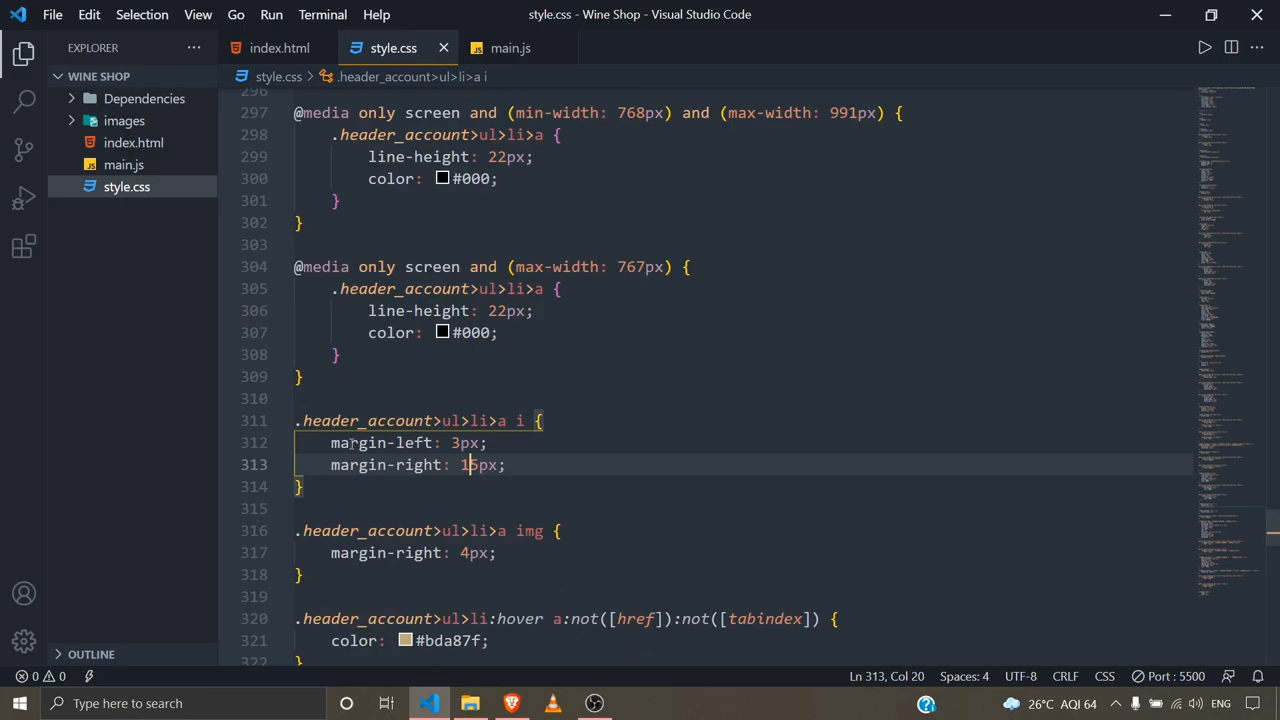 File Edit Selection View Go Run Terminal Help
style.css - Wine Shop - Visual Studio Code
EXPLORER
WINE SHOP
Dependencies
images
index.html
main.js
style.css
OUTLINE
index.html style.css main.js
style.css > .header_account>ul>li>a i
296
297 @media only screen and (min-width: 768px) and (max-width: 991px) {
298 .header_account>ul>li>a {
299 line-height: 22px;
300 color: #000;
301 }
302 }
303
304 @media only screen and (max-width: 767px) {
305 .header_account>ul>li>a {
306 line-height: 22px;
307 color: #000;
308 }
309 }
310
311 .header_account>ul>li>a i {
312 margin-left: 3px;
313 margin-right: 15px;
314 }
315
316 .header_account>ul>li>a img {
317 margin-right: 4px;
318 }
319
320 .header_account>ul>li:hover a:not([href]):not([tabindex]) {
321 color: #bda87f;
322 }
0 0 Ln 313, Col 20 Spaces: 4 UTF-8 CRLF CSS Port : 5500
Type here to search
26°C AQI 64 ENG